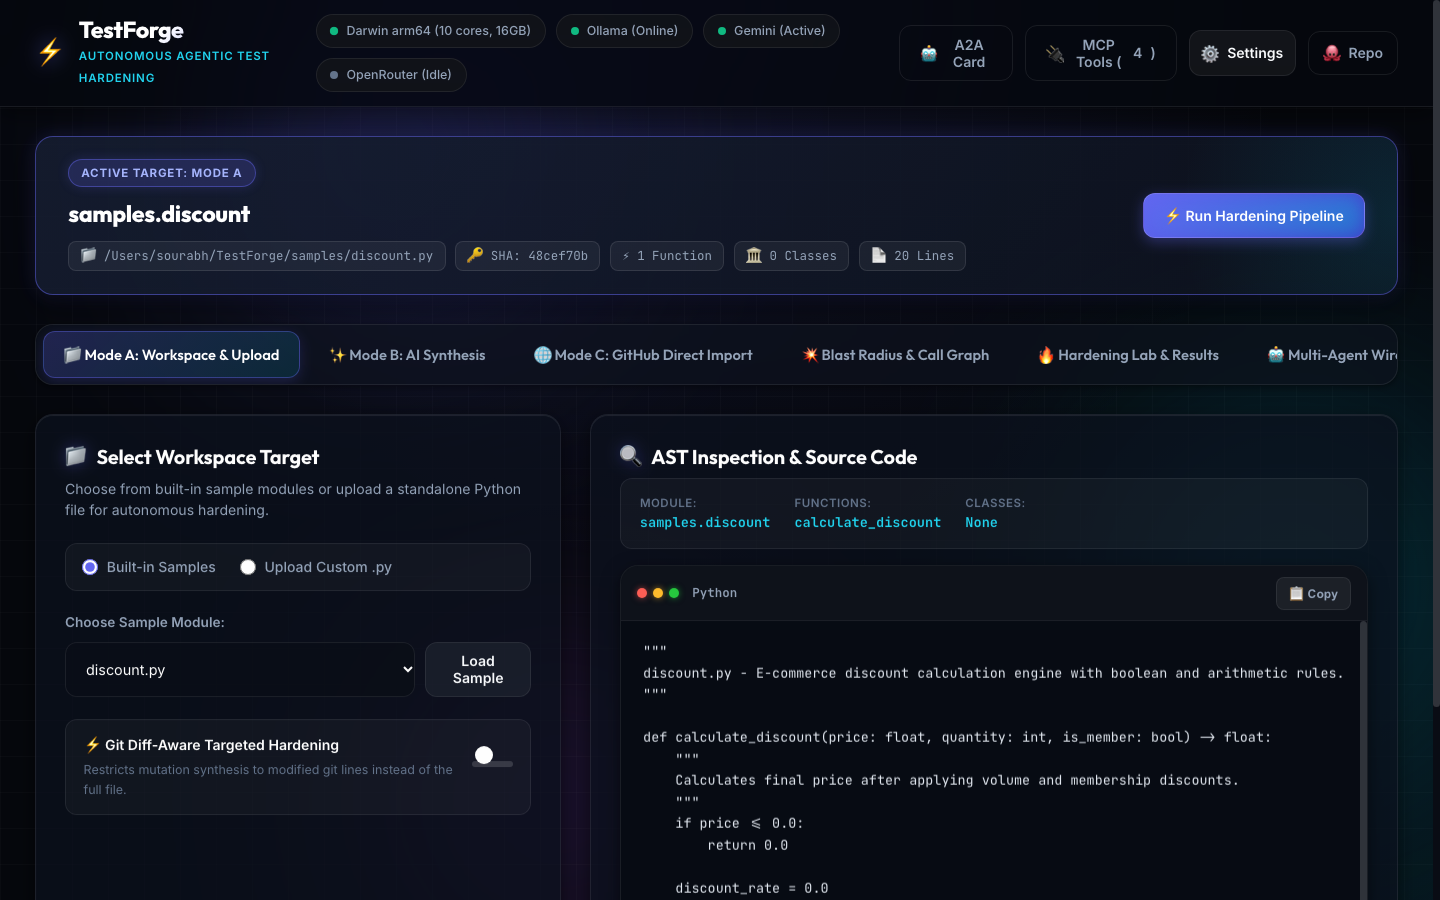 TestForge
AUTONOMOUS AGENTIC TEST
HARDENING
Darwin arm64 (10 cores, 16GB)
Ollama (Online)
Gemini (Active)
OpenRouter (Idle)
A2A
Card
MCP
Tools ( 4 )
Settings
Repo
ACTIVE TARGET: MODE A
samples.discount
/Users/sourabh/TestForge/samples/discount.py
SHA: 48cef70b
⚡ 1 Function
0 Classes
20 Lines
⚡ Run Hardening Pipeline
Mode A: Workspace & Upload
Mode B: AI Synthesis
Mode C: GitHub Direct Import
Blast Radius & Call Graph
Hardening Lab & Results
Multi-Agent Wir
Select Workspace Target
Choose from built-in sample modules or upload a standalone Python
file for autonomous hardening.
Built-in Samples
Upload Custom .py
Choose Sample Module:
discount.py
Load
Sample
⚡ Git Diff-Aware Targeted Hardening
Restricts mutation synthesis to modified git lines instead of the
full file.
AST Inspection & Source Code
MODULE:
samples.discount
FUNCTIONS:
calculate_discount
CLASSES:
None
Python
Copy
"""
discount.py - E-commerce discount calculation engine with boolean and arithmetic rules.
"""
def calculate_discount(price: float, quantity: int, is_member: bool) -> float:
"""
Calculates final price after applying volume and membership discounts.
"""
if price <= 0.0:
return 0.0
discount_rate = 0.0